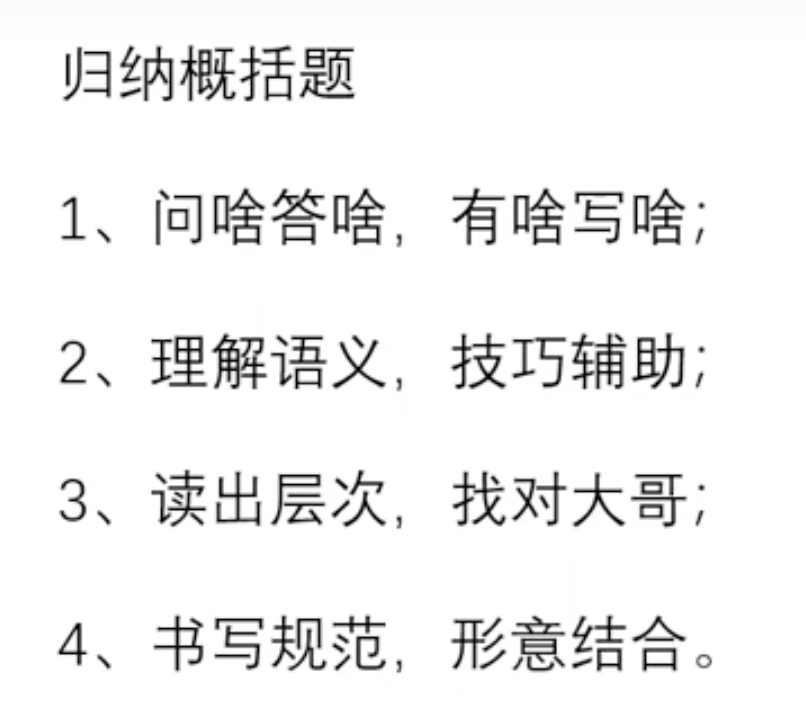 归纳概括题
1、问啥答啥，有啥写啥；
2、理解语义，技巧辅助；
3、读出层次，找对大哥；
4、书写规范，形意结合。